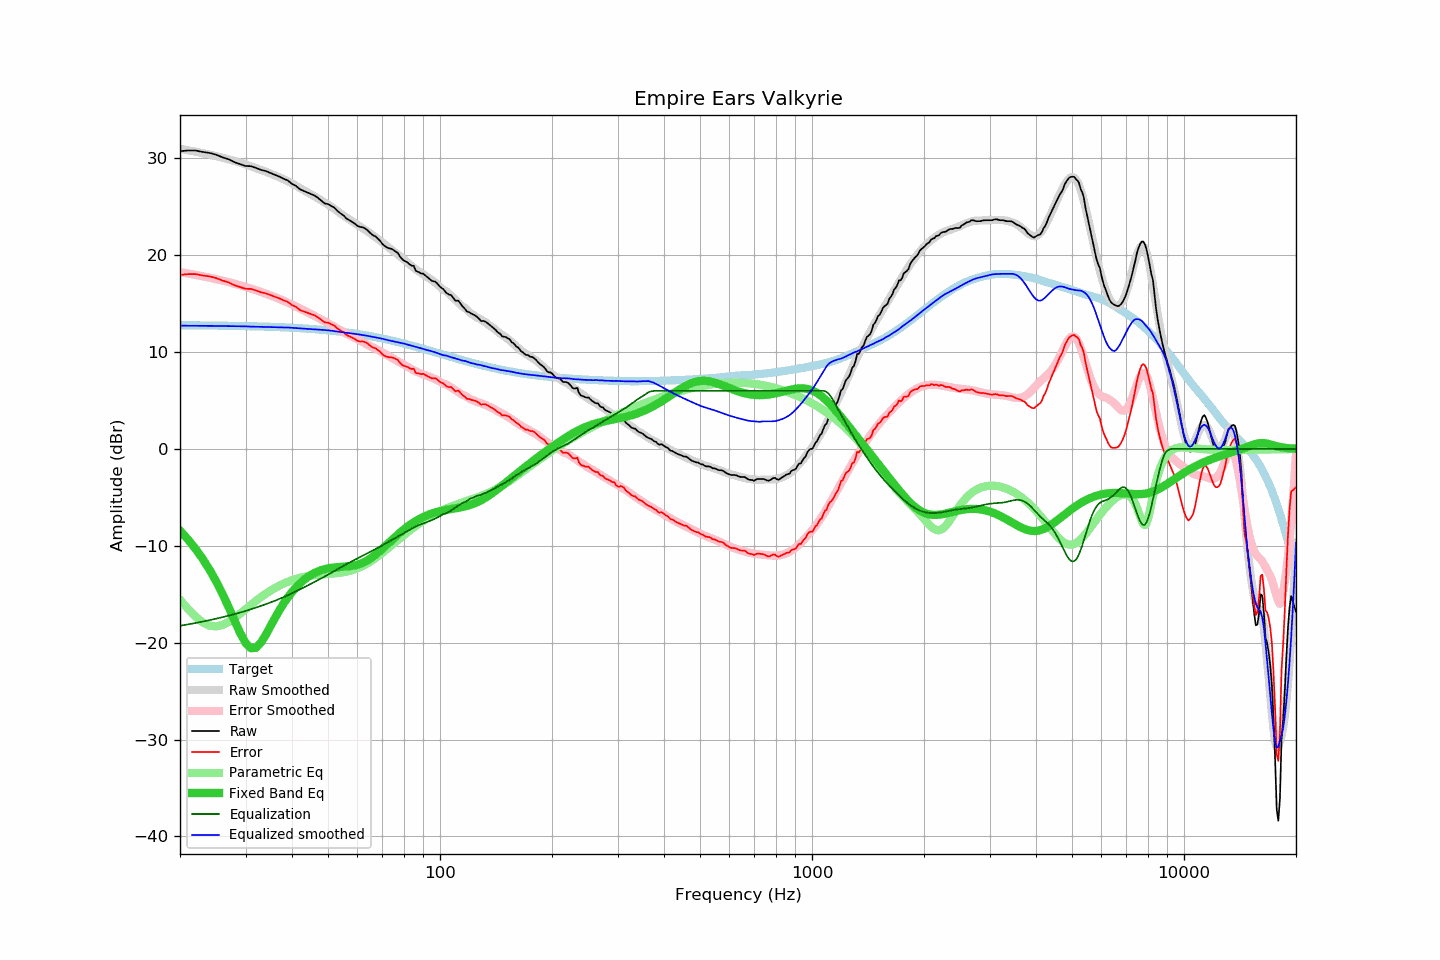 Empire Ears Valkyrie
Amplitude (dBr)
30
20
10
0
−10
−20
−30
−40
Target
Raw Smoothed
Error Smoothed
Raw
Error
Parametric Eq
Fixed Band Eq
Equalization
Equalized smoothed
100
1000
10000
Frequency (Hz)